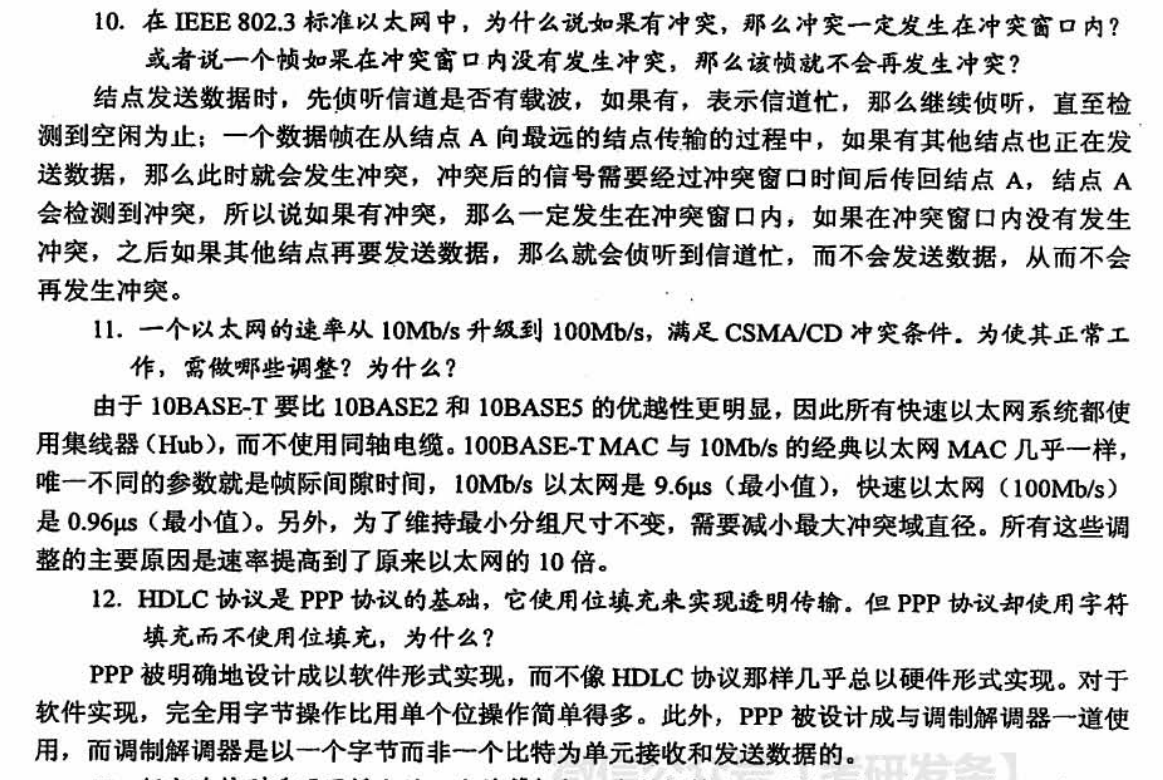 10. 在 IEEE 802.3 标准以太网中，为什么说如果有冲突，那么冲突一定发生在冲突窗口内？
或者说一个帧如果在冲突窗口内没有发生冲突，那么该帧就不会再发生冲突？
结点发送数据时，先侦听信道是否有载波，如果有，表示信道忙，那么继续侦听，直至检
测到空闲为止；一个数据帧在从结点 A 向最远的结点传输的过程中，如果有其他结点也正在发
送数据，那么此时就会发生冲突，冲突后的信号需要经过冲突窗口时间后传回结点 A，结点 A
会检测到冲突，所以说如果有冲突，那么一定发生在冲突窗口内，如果在冲突窗口内没有发生
冲突，之后如果其他结点再要发送数据，那么就会侦听到信道忙，而不会发送数据，从而不会
再发生冲突。
11. 一个以太网的速率从 10Mb/s 升级到 100Mb/s，满足 CSMA/CD 冲突条件。为使其正常工
作，需做哪些调整？为什么？
由于 10BASE-T 要比 10BASE2 和 10BASE5 的优越性更明显，因此所有快速以太网系统都使
用集线器（Hub），而不使用同轴电缆。100BASE-T MAC 与 10Mb/s 的经典以太网 MAC 几乎一样，
唯一不同的参数就是帧际间隙时间，10Mb/s 以太网是 9.6μs（最小值），快速以太网（100Mb/s）
是 0.96μs（最小值）。另外，为了维持最小分组尺寸不变，需要减小最大冲突域直径。所有这些调
整的主要原因是速率提高到了原来以太网的 10 倍。
12. HDLC 协议是 PPP 协议的基础，它使用位填充来实现透明传输。但 PPP 协议却使用字符
填充而不使用位填充，为什么？
PPP 被明确地设计成以软件形式实现，而不像 HDLC 协议那样几乎总以硬件形式实现。对于
软件实现，完全用字节操作比用单个位操作简单得多。此外，PPP 被设计成与调制解调器一道使
用，而调制解调器是以一个字节而非一个比特为单元接收和发送数据的。